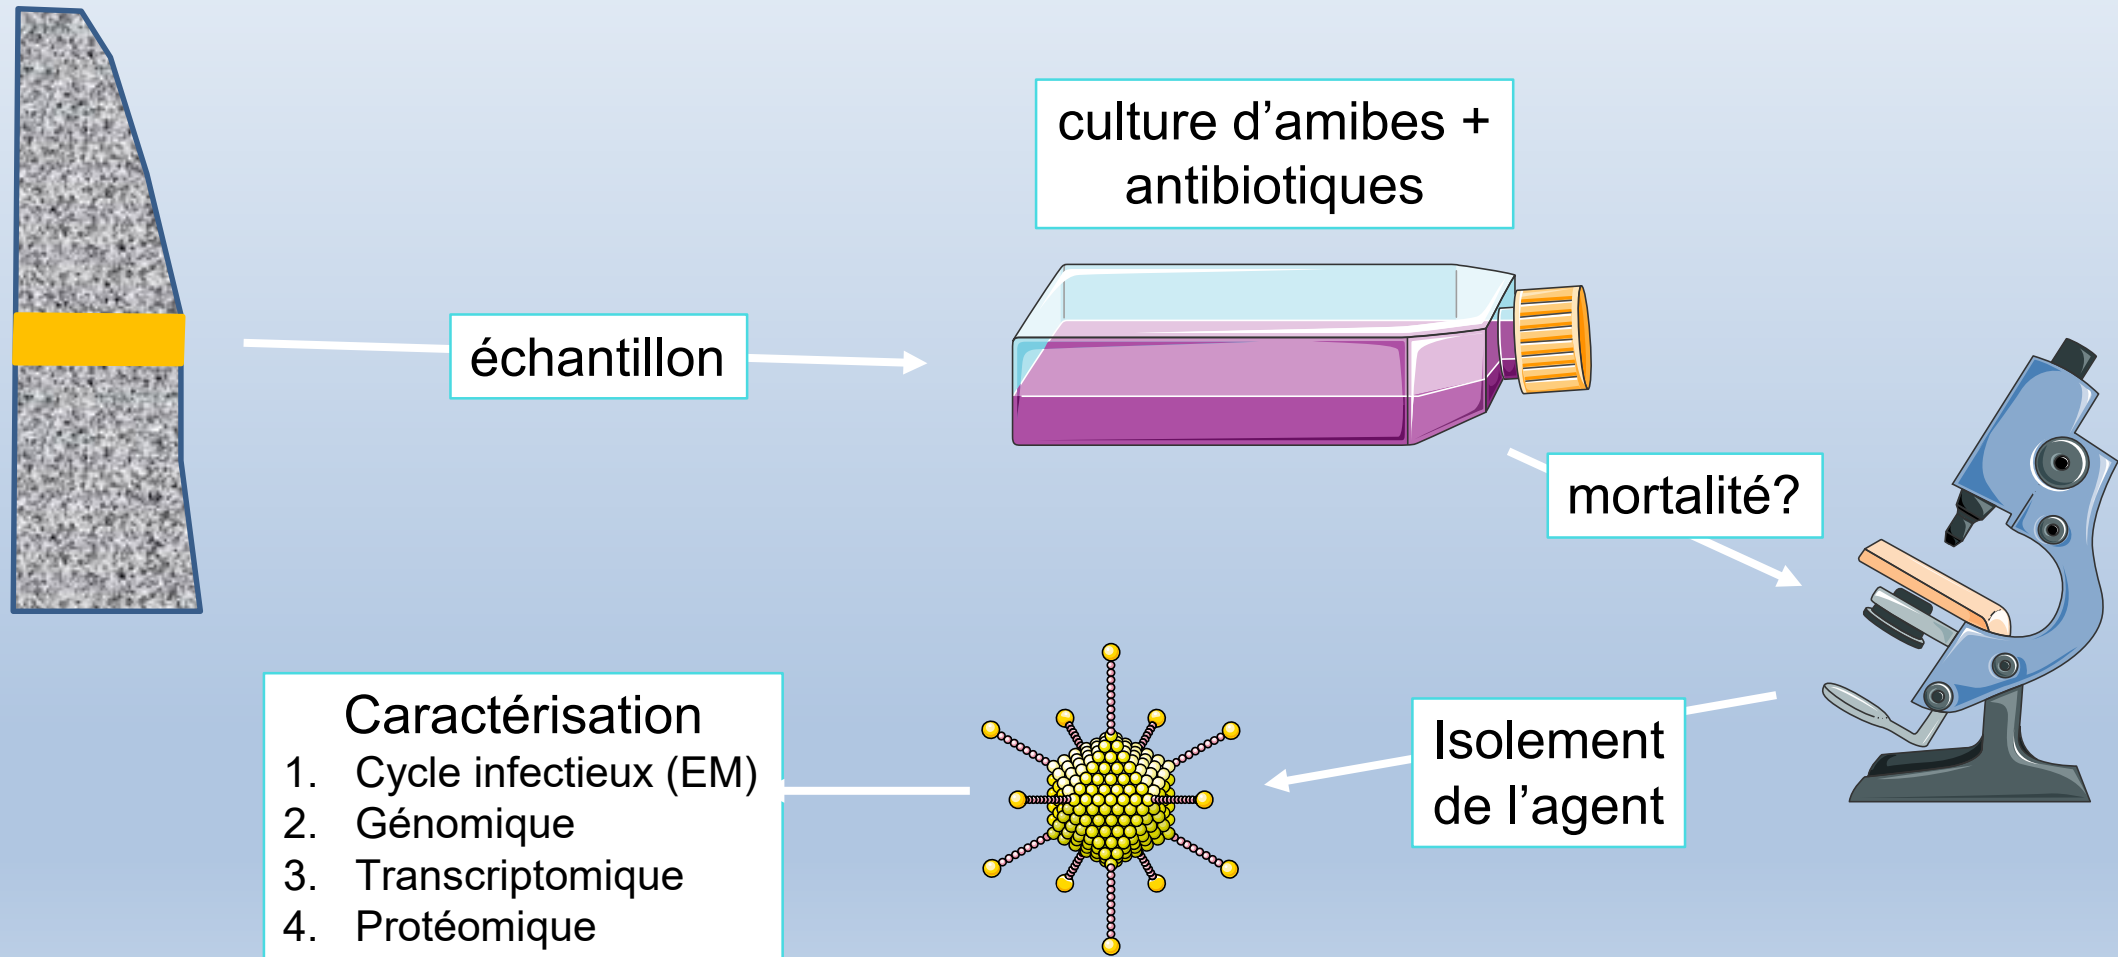 culture d’amibes +
antibiotiques
échantillon
mortalité?
Isolement
de l’agent
Caractérisation
1. Cycle infectieux (EM)
2. Génomique
3. Transcriptomique
4. Protéomique